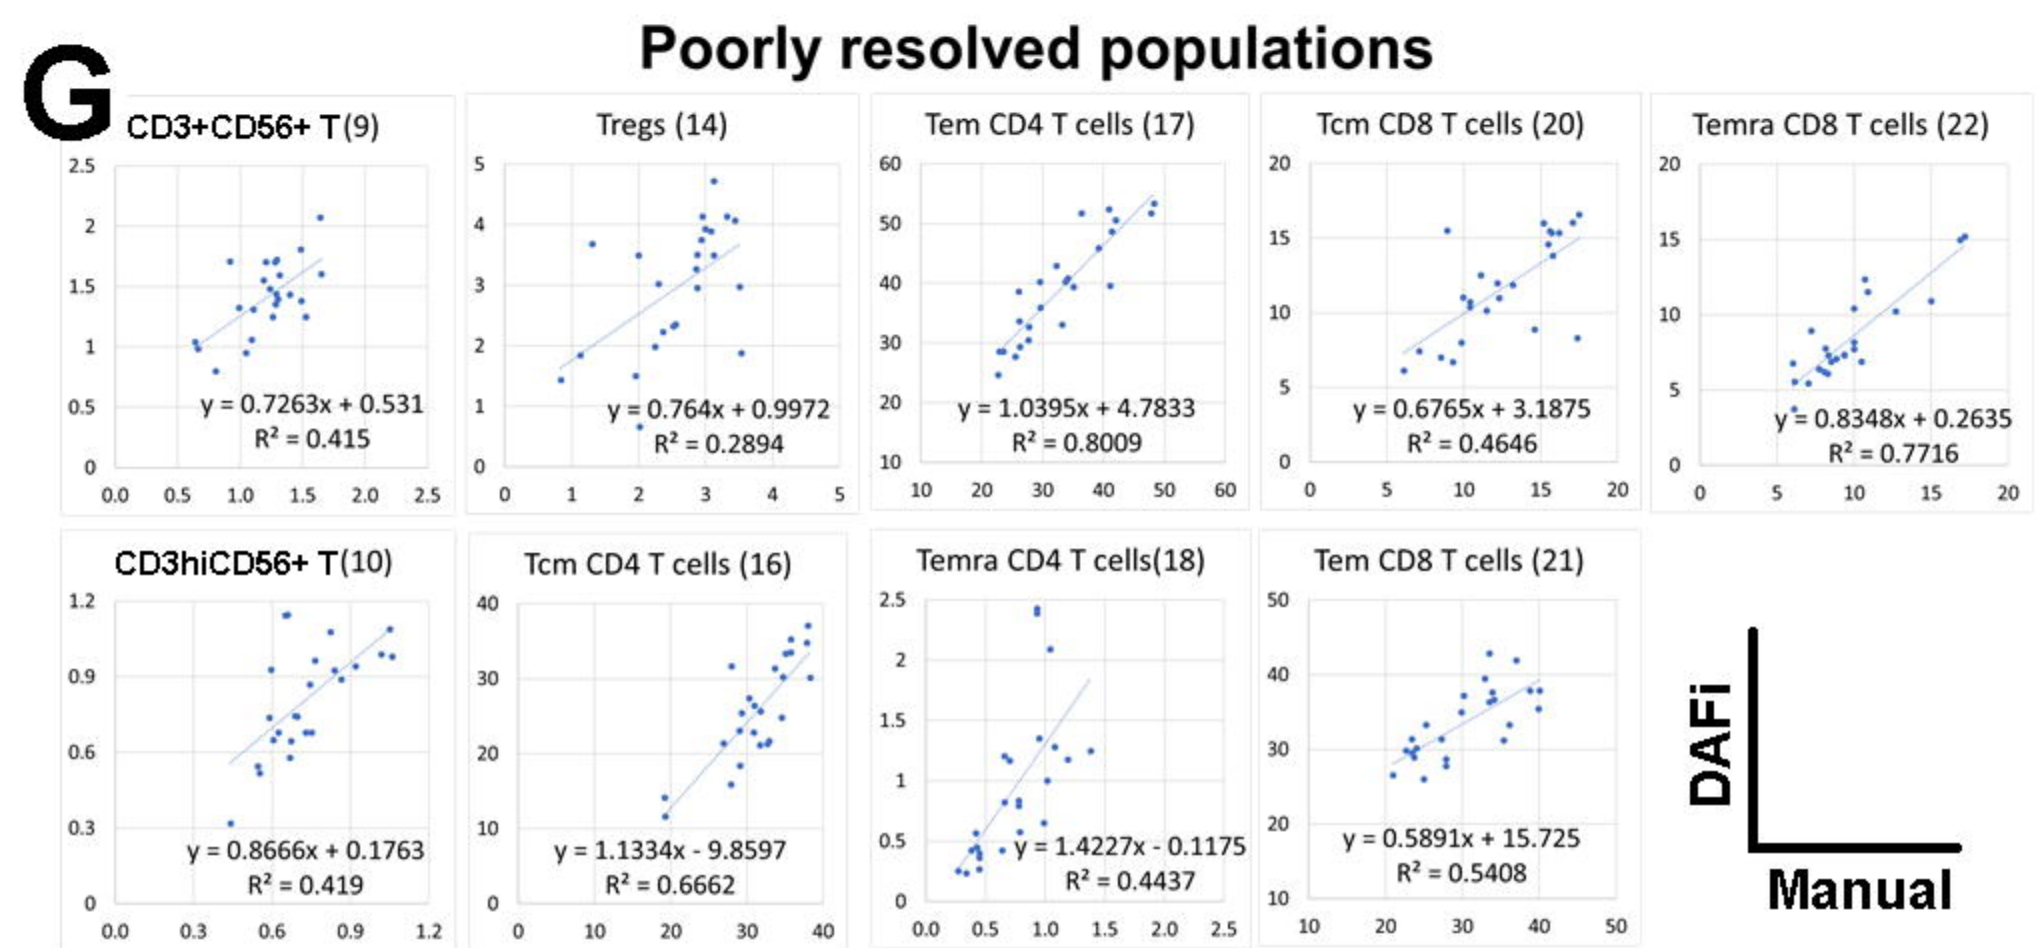 G
Poorly resolved populations
CD3+CD56+ T(9)
2.5
2
1.5
1
0.5
0
0.0 0.5 1.0 1.5 2.0 2.5
y = 0.7263x + 0.531
R² = 0.415
Tregs (14)
5
4
3
2
1
0
0 1 2 3 4 5
y = 0.764x + 0.9972
R² = 0.2894
Tem CD4 T cells (17)
60
50
40
30
20
10
10 20 30 40 50 60
y = 1.0395x + 4.7833
R² = 0.8009
Tcm CD8 T cells (20)
20
15
10
5
0
0 5 10 15 20
y = 0.6765x + 3.1875
R² = 0.4646
Temra CD8 T cells (22)
20
15
10
5
0
0 5 10 15 20
y = 0.8348x + 0.2635
R² = 0.7716
CD3hiCD56+ T(10)
1.2
0.9
0.6
0.3
0
0.0 0.3 0.6 0.9 1.2
y = 0.8666x + 0.1763
R² = 0.419
Tcm CD4 T cells (16)
40
30
20
10
0
0 10 20 30 40
y = 1.1334x - 9.8597
R² = 0.6662
Temra CD4 T cells(18)
2.5
2
1.5
1
0.5
0
0.0 0.5 1.0 1.5 2.0 2.5
y = 1.4227x - 0.1175
R² = 0.4437
Tem CD8 T cells (21)
50
40
30
20
10
10 20 30 40 50
y = 0.5891x + 15.725
R² = 0.5408
DAFi
Manual